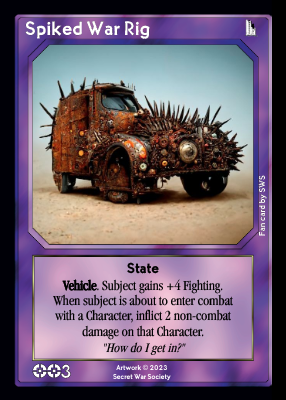 Spiked War Rig
Fan card by SWS
State
Vehicle. Subject gains +4 Fighting.
When subject is about to enter combat
with a Character, inflict 2 non-combat
damage on that Character.
"How do I get in?"
3
Artwork © 2023
Secret War Society